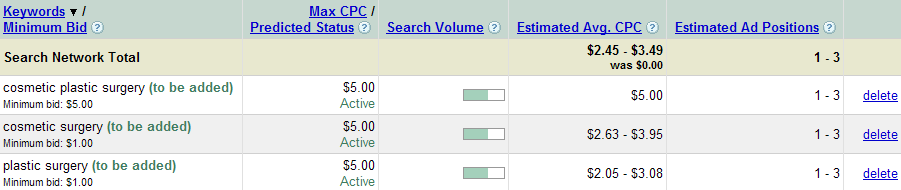 Keywords ▼ / Minimum Bid ?
Max CPC / Predicted Status ?
Search Volume ?
Estimated Avg. CPC ?
Estimated Ad Positions ?
Search Network Total
$2.45 - $3.49
was $0.00
1 - 3
cosmetic plastic surgery (to be added)
Minimum bid: $5.00
$5.00
Active
$5.00
1 - 3
delete
cosmetic surgery (to be added)
Minimum bid: $1.00
$5.00
Active
$2.63 - $3.95
1 - 3
delete
plastic surgery (to be added)
Minimum bid: $1.00
$5.00
Active
$2.05 - $3.08
1 - 3
delete